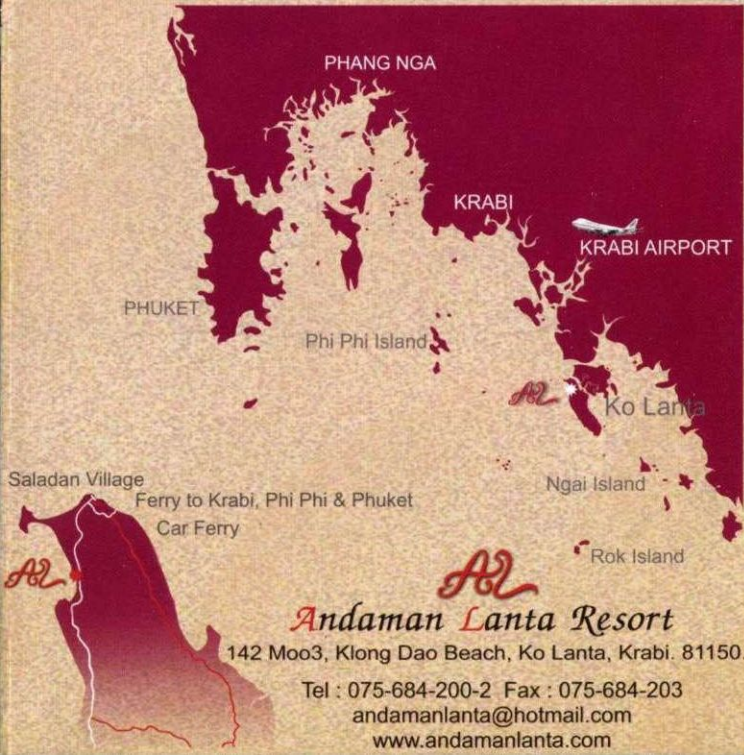 PHANG NGA
KRABI
KRABI AIRPORT
PHUKET
Phi Phi Island
AL
Ko Lanta
Saladan Village
Ferry to Krabi, Phi Phi & Phuket
Car Ferry
Ngai Island
Rok Island
AL
AL
Andaman Lanta Resort
142 Moo3, Klong Dao Beach, Ko Lanta, Krabi. 81150.
Tel : 075-684-200-2 Fax : 075-684-203
andamanlanta@hotmail.com
www.andamanlanta.com